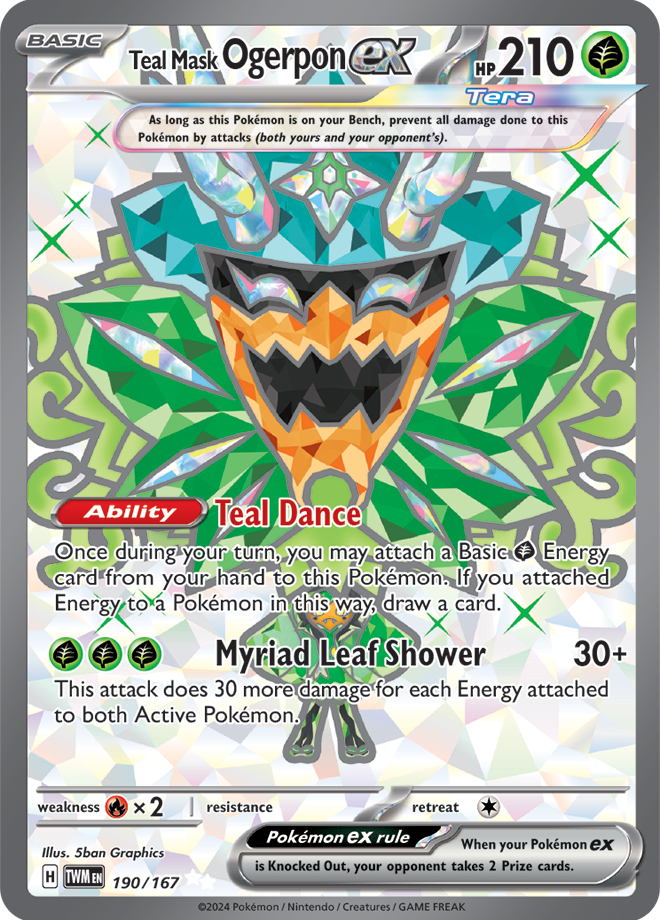 BASIC
Teal Mask Ogerpon ex HP 210
Tera
As long as this Pokémon is on your Bench, prevent all damage done to this
Pokémon by attacks (both yours and your opponent's).
Ability Teal Dance
Once during your turn, you may attach a Basic Energy
card from your hand to this Pokémon. If you attached
Energy to a Pokémon in this way, draw a card.
Myriad Leaf Shower 30+
This attack does 30 more damage for each Energy attached
to both Active Pokémon.
weakness ×2 resistance retreat
Illus. 5ban Graphics
Pokémon ex rule When your Pokémon ex
is Knocked Out, your opponent takes 2 Prize cards.
H TWM EN 190/167
©2024 Pokémon / Nintendo / Creatures / GAME FREAK